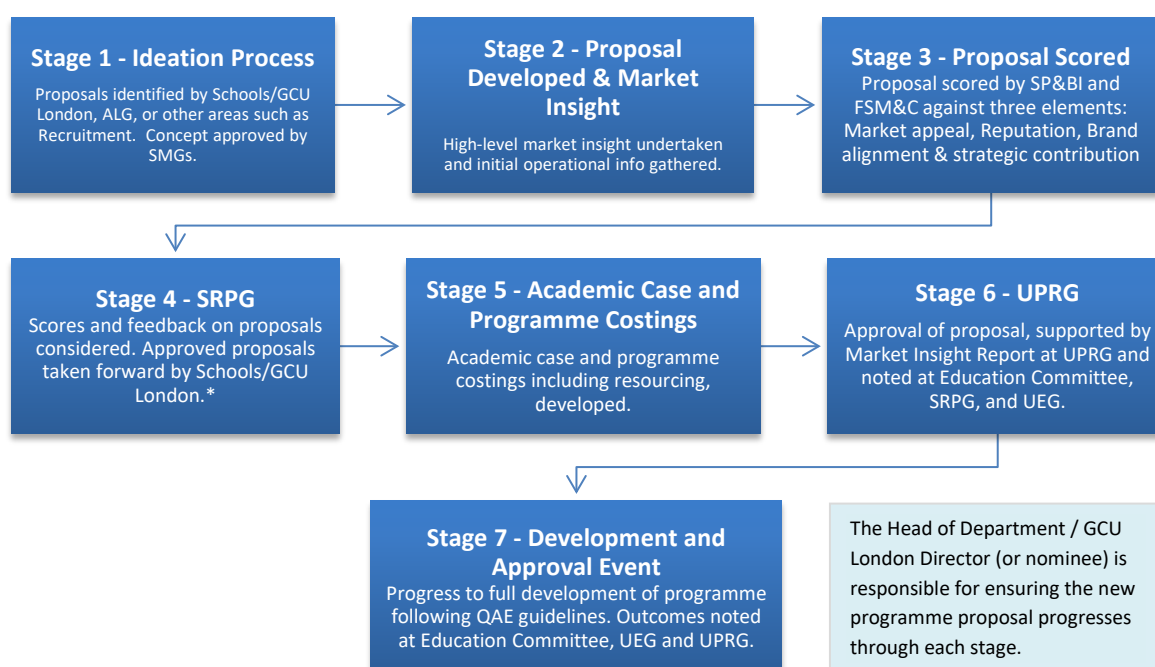 Stage 1 - Ideation Process
Proposals identified by Schools/GCU
London, ALG, or other areas such as
Recruitment. Concept approved by
SMGs.
Stage 2 - Proposal
Developed & Market
Insight
High-level market insight undertaken
and initial operational info gathered.
Stage 3 - Proposal Scored
Proposal scored by SP&BI and
FSM&C against three elements:
Market appeal, Reputation, Brand
alignment & strategic contribution
Stage 4 - SRPG
Scores and feedback on proposals
considered. Approved proposals
taken forward by Schools/GCU
London.*
Stage 5 - Academic Case and
Programme Costings
Academic case and programme
costings including resourcing,
developed.
Stage 6 - UPRG
Approval of proposal, supported by
Market Insight Report at UPRG and
noted at Education Committee,
SRPG, and UEG.
Stage 7 - Development and
Approval Event
Progress to full development of programme
following QAE guidelines. Outcomes noted
at Education Committee, UEG and UPRG.
The Head of Department / GCU
London Director (or nominee) is
responsible for ensuring the new
programme proposal progresses
through each stage.